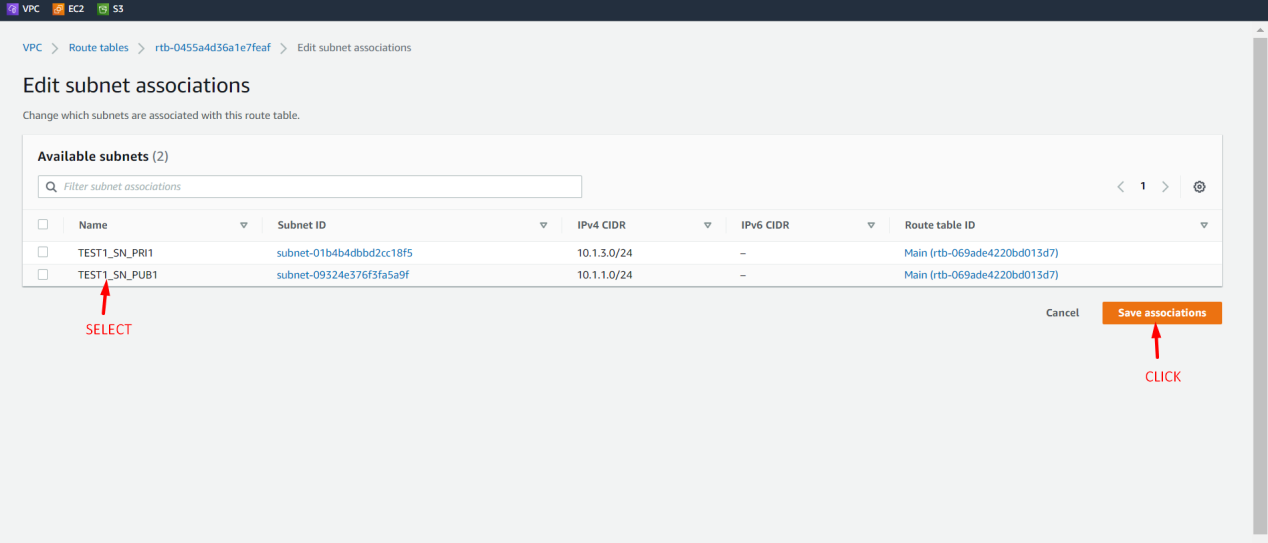 VPC EC2 S3
VPC > Route tables > rtb-0455a4d36a1e7feaf > Edit subnet associations
Edit subnet associations
Change which subnets are associated with this route table.
Available subnets (2)
Filter subnet associations
< 1 >
Name Subnet ID IPv4 CIDR IPv6 CIDR Route table ID
TEST1_SN_PRI1 subnet-01b4b4dbbd2cc18f5 10.1.3.0/24 – Main (rtb-069ade4220bd013d7)
TEST1_SN_PUB1 subnet-09324e376f3fa5a9f 10.1.1.0/24 – Main (rtb-069ade4220bd013d7)
Cancel Save associations
SELECT
CLICK